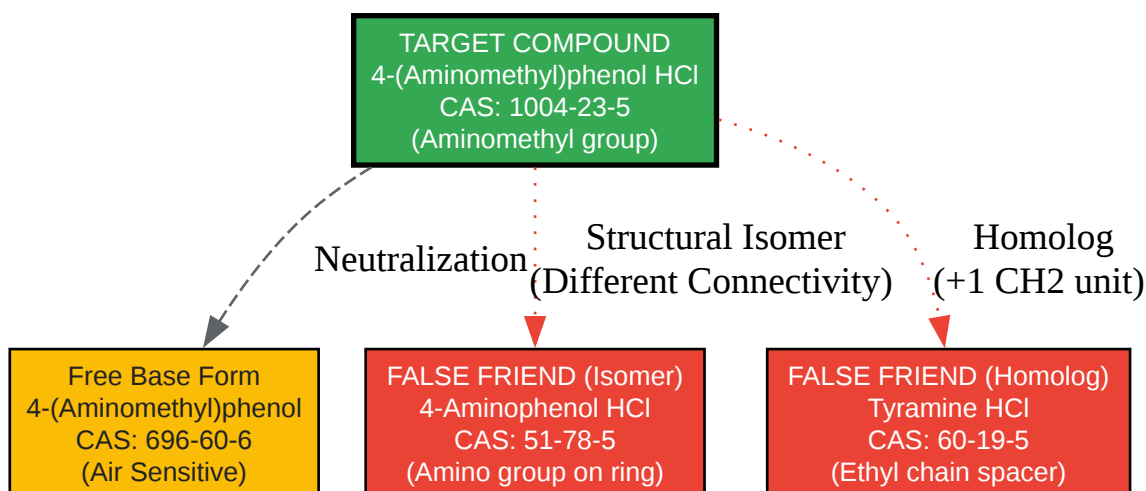 TARGET COMPOUND
4-(Aminomethyl)phenol HCl
CAS: 1004-23-5
(Aminomethyl group)
Neutralization
Structural Isomer
(Different Connectivity)
Homolog
(+1 CH2 unit)
Free Base Form
4-(Aminomethyl)phenol
CAS: 696-60-6
(Air Sensitive)
FALSE FRIEND (Isomer)
4-Aminophenol HCl
CAS: 51-78-5
(Amino group on ring)
FALSE FRIEND (Homolog)
Tyramine HCl
CAS: 60-19-5
(Ethyl chain spacer)